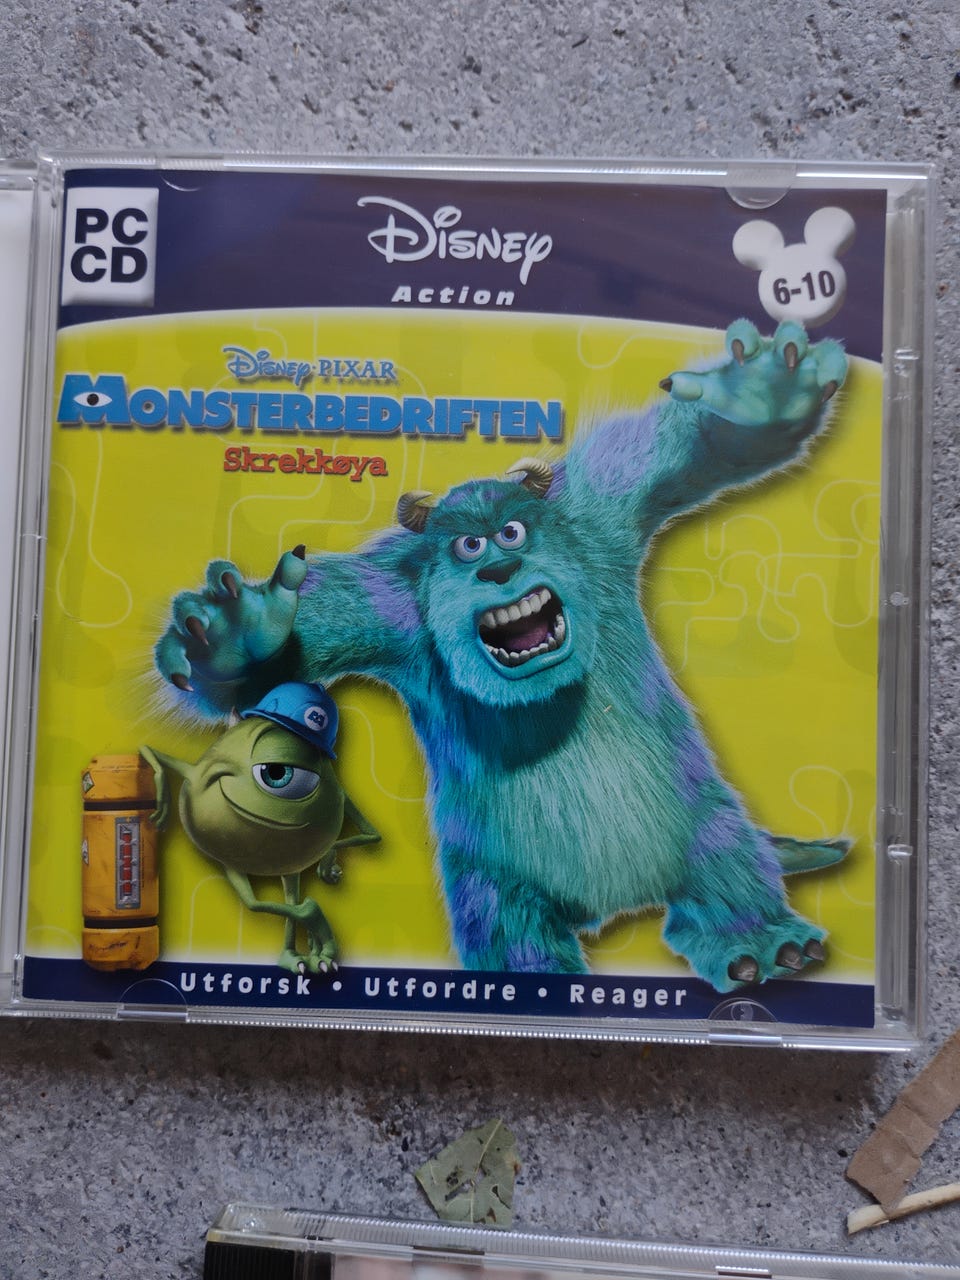 PC
CD
Disney
Action
6-10
Disney·PIXAR
MONSTERBEDRIFTEN
Skrekkøya
Utforsk • Utfordre • Reager